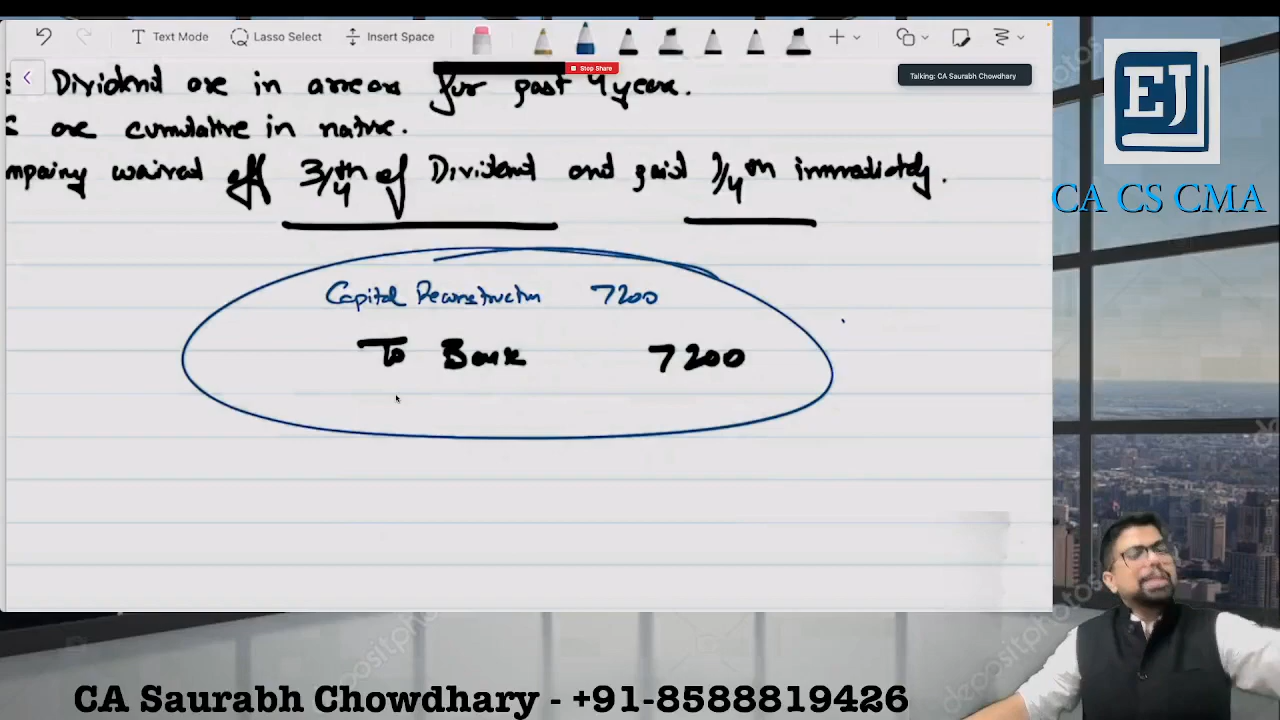 Text Mode Lasso Select Insert Space
Stop Share
Talking: CA Saurabh Chowdhary
Dividend are in arrears for past 4 years.
are cumulative in nature.
mpany waived off 3/4th of Dividend and paid 1/4th immediately.
Capital Reconstructn 7200
To Bank 7200
EJ
CA CS CMA
CA Saurabh Chowdhary - +91-8588819426